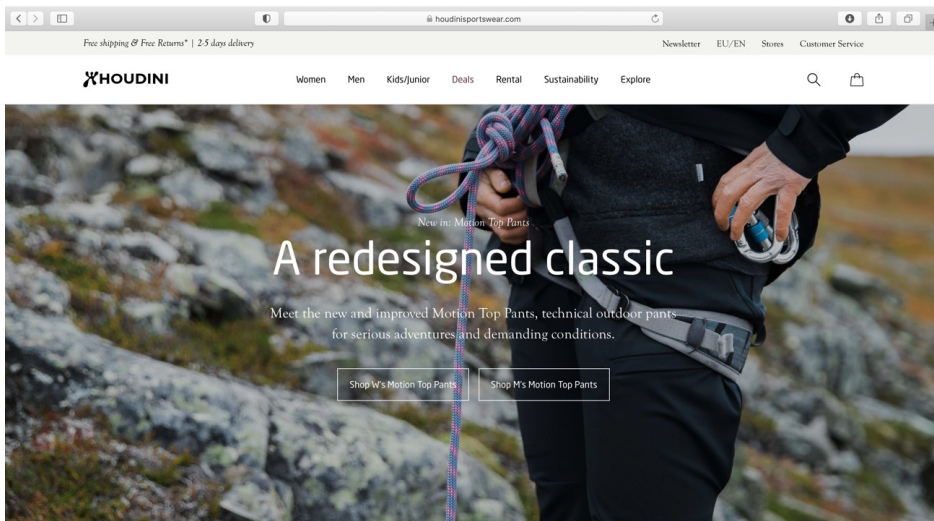 houdinisportswear.com
Free shipping & Free Returns* | 2-5 days delivery
Newsletter EU/EN Stores Customer Service
HOUDINI
Women Men Kids/Junior Deals Rental Sustainability Explore
New in: Motion Top Pants
A redesigned classic
Meet the new and improved Motion Top Pants, technical outdoor pants
for serious adventures and demanding conditions.
Shop W's Motion Top Pants Shop M's Motion Top Pants